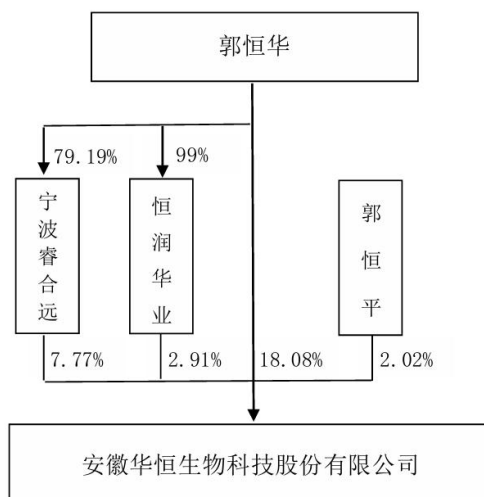 郭恒华
79.19%
99%
宁波睿合远
恒润华业
郭恒平
7.77%
2.91%
18.08%
2.02%
安徽华恒生物科技股份有限公司